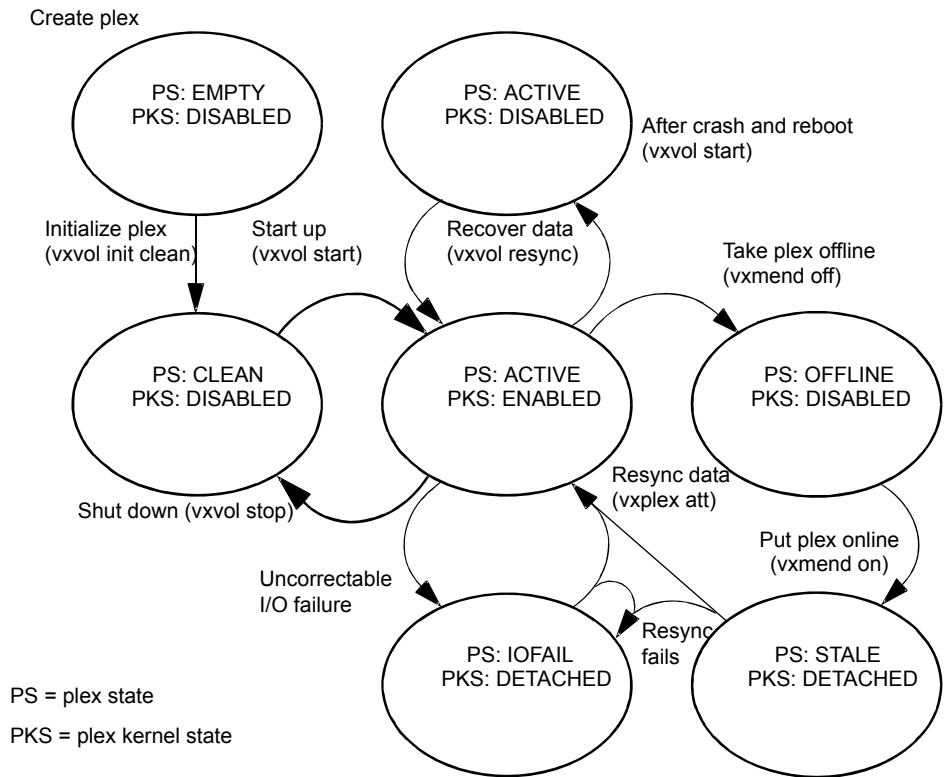 Create plex
PS: EMPTY
PKS: DISABLED
PS: ACTIVE
PKS: DISABLED
After crash and reboot
(vxvol start)
Initialize plex
(vxvol init clean)
Start up
(vxvol start)
Recover data
(vxvol resync)
Take plex offline
(vxmend off)
PS: CLEAN
PKS: DISABLED
PS: ACTIVE
PKS: ENABLED
PS: OFFLINE
PKS: DISABLED
Resync data
(vxplex att)
Shut down (vxvol stop)
Put plex online
(vxmend on)
Uncorrectable
I/O failure
Resync
fails
PS: IOFAIL
PKS: DETACHED
PS: STALE
PKS: DETACHED
PS = plex state
PKS = plex kernel state